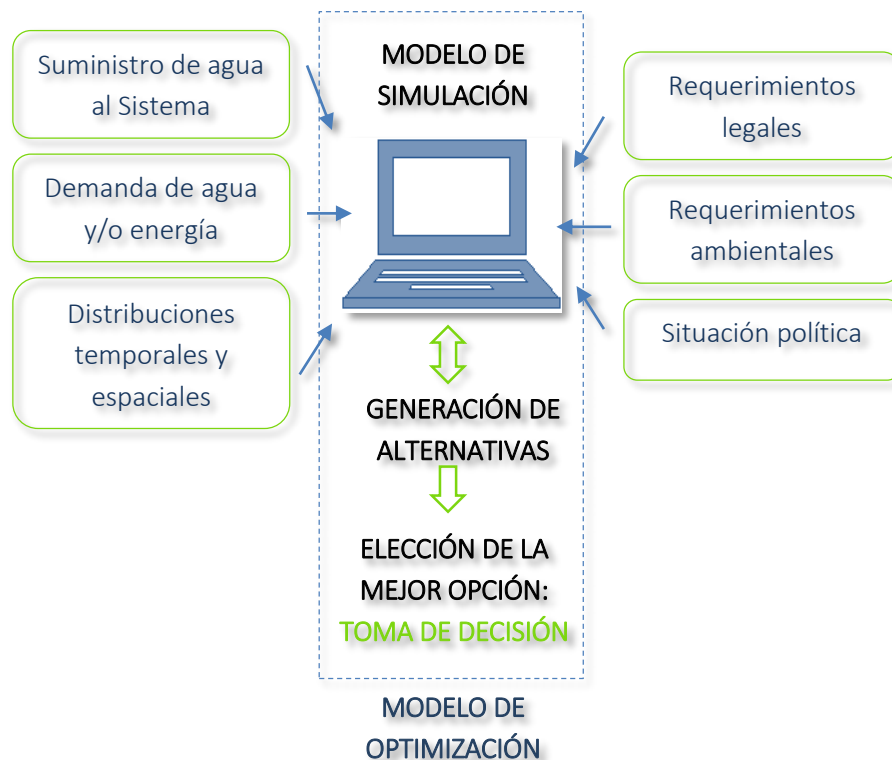 MODELO DE
SIMULACIÓN
Suministro de agua
al Sistema
Demanda de agua
y/o energía
Distribuciones
temporales y
espaciales
Requerimientos
legales
Requerimientos
ambientales
Situación política
GENERACIÓN DE
ALTERNATIVAS
ELECCIÓN DE LA
MEJOR OPCIÓN:
TOMA DE DECISIÓN
MODELO DE
OPTIMIZACIÓN